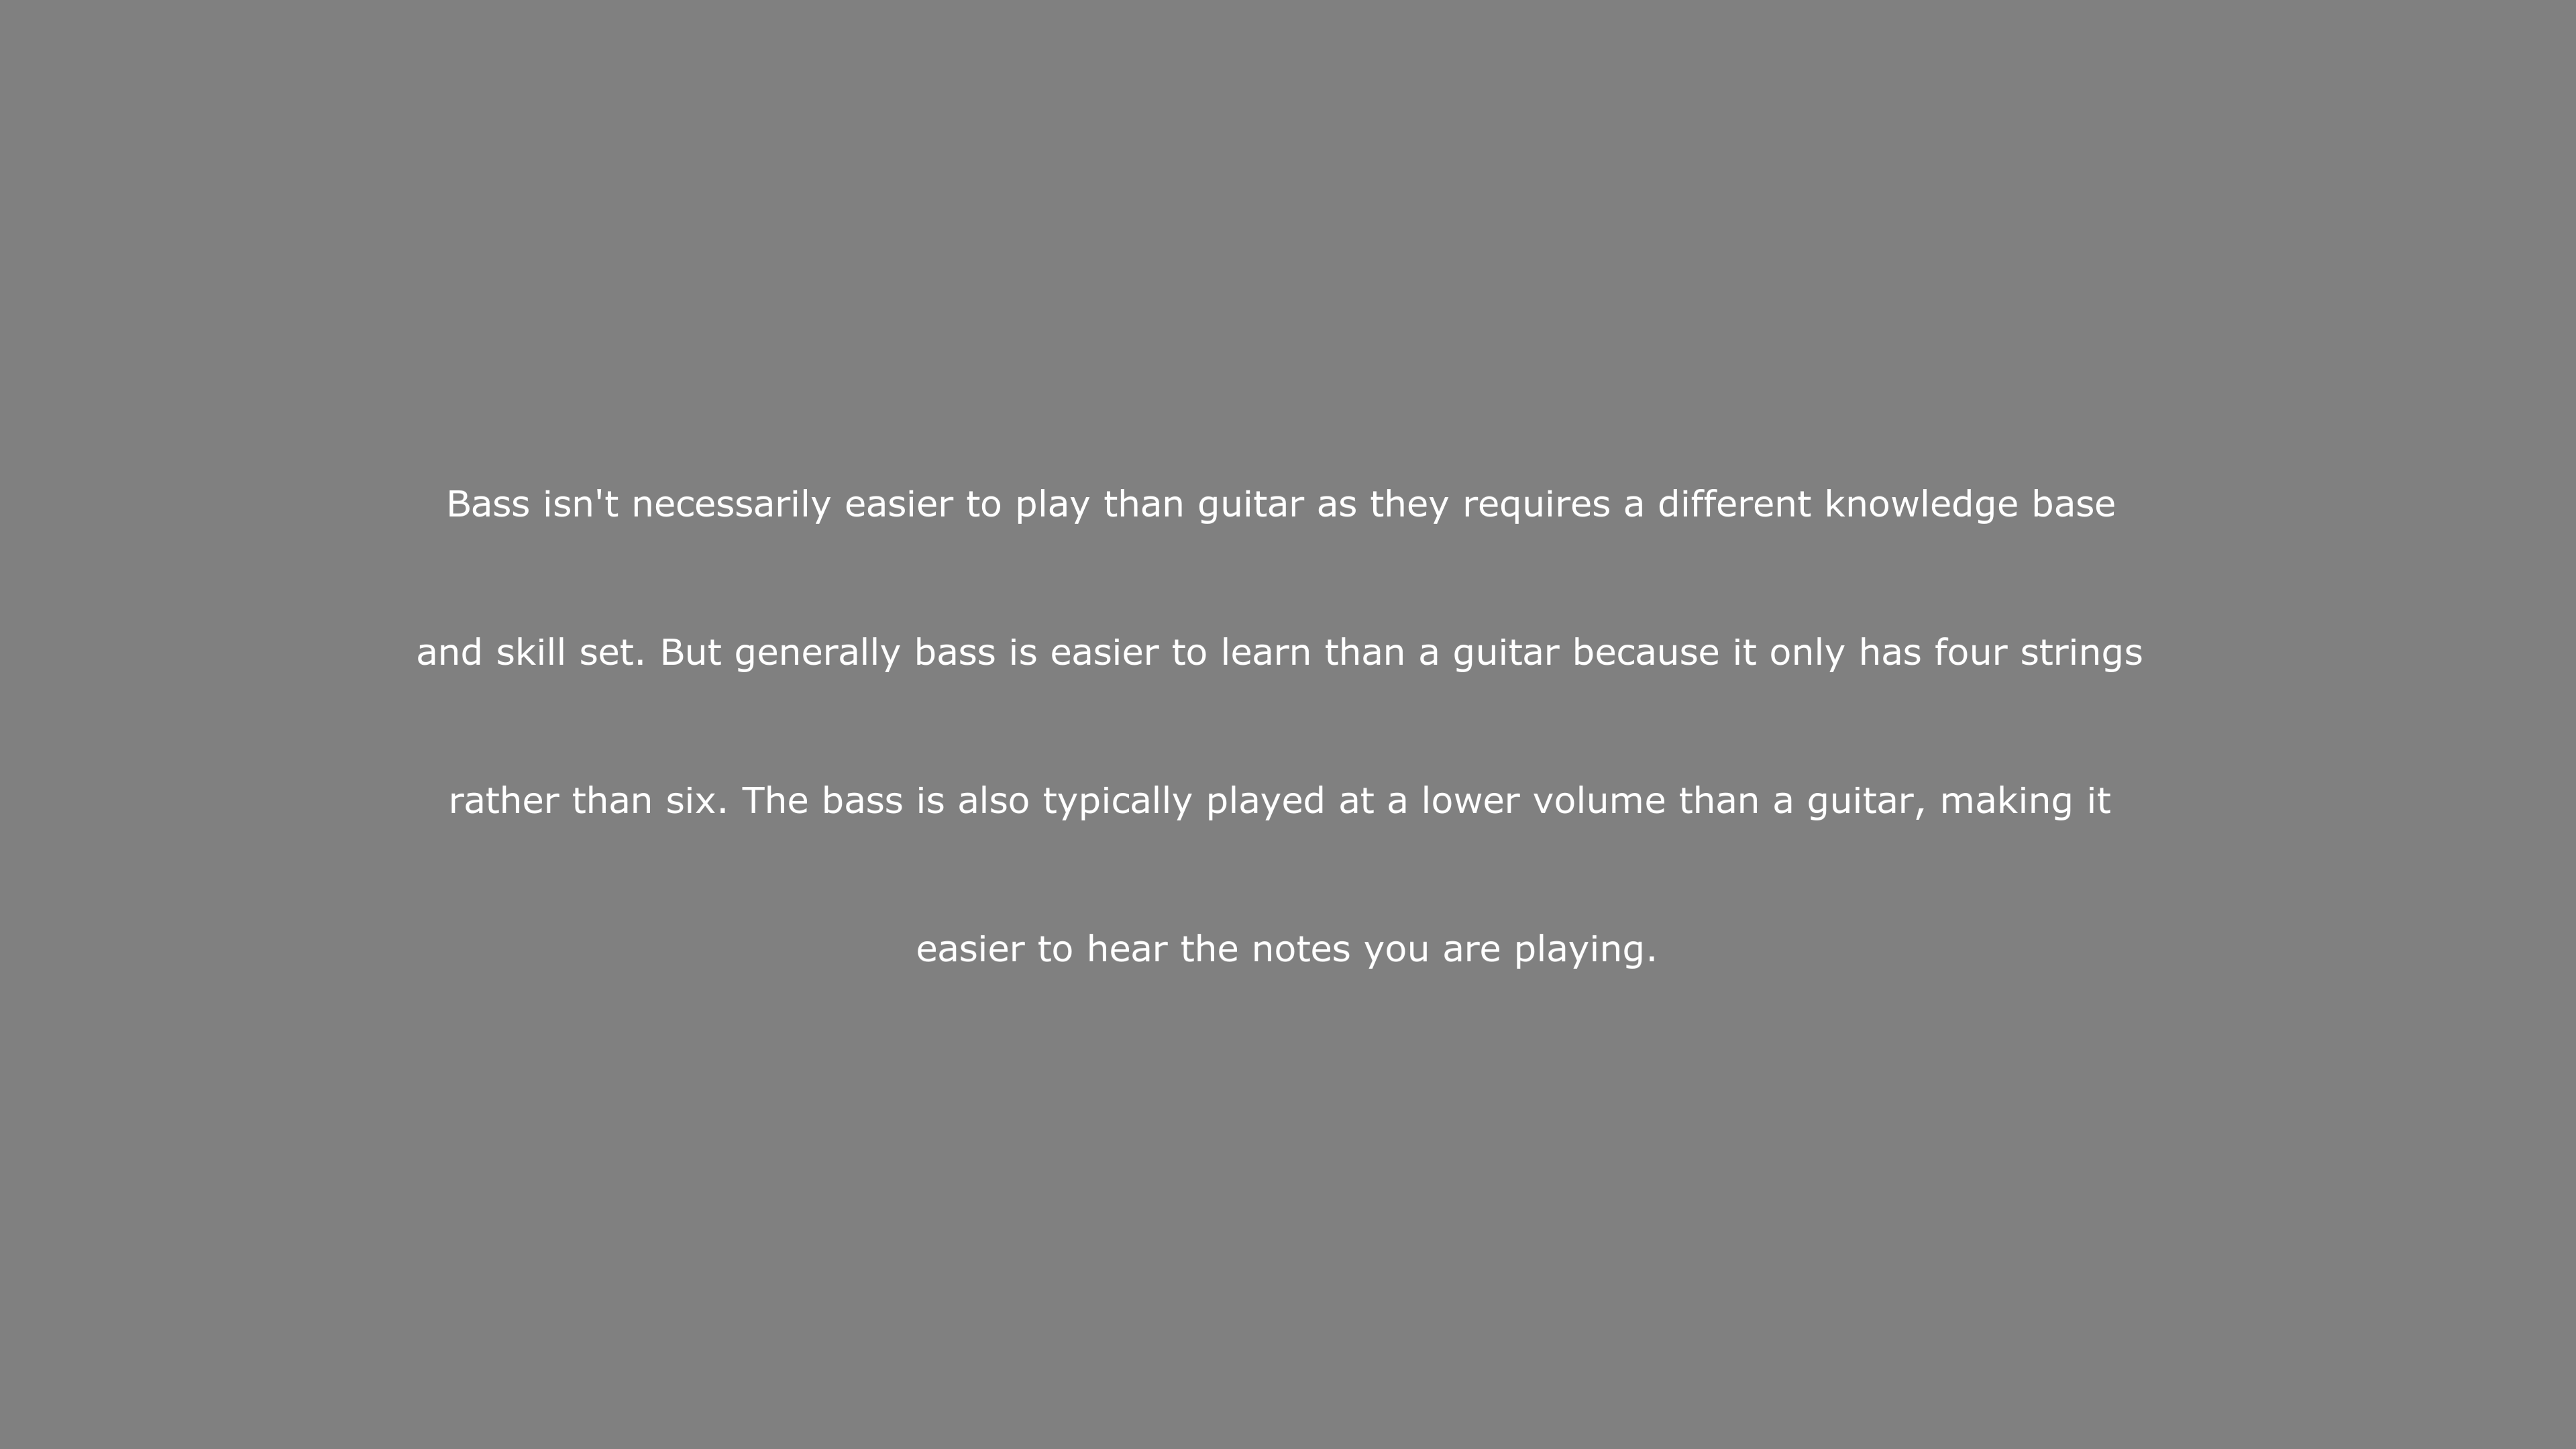 Bass isn't necessarily easier to play than guitar as they requires a different knowledge base
and skill set. But generally bass is easier to learn than a guitar because it only has four strings
rather than six. The bass is also typically played at a lower volume than a guitar, making it
easier to hear the notes you are playing.